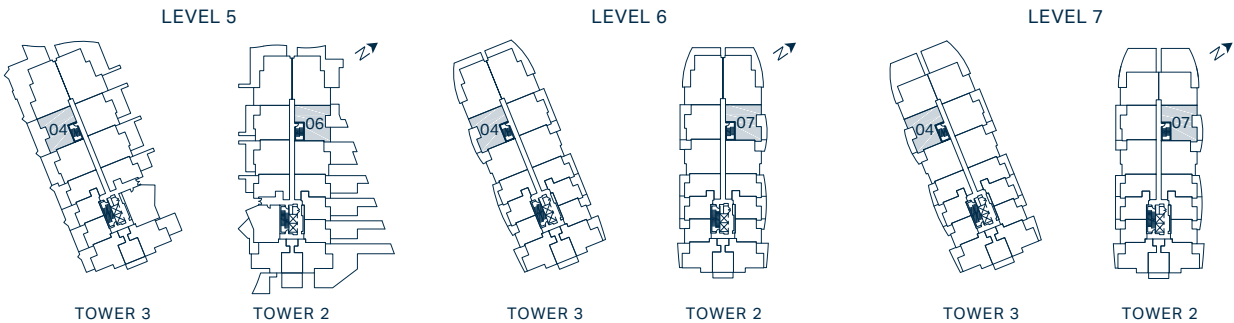 LEVEL 5
LEVEL 6
LEVEL 7
N
N
N
04
06
04
07
04
07
TOWER 3
TOWER 2
TOWER 3
TOWER 2
TOWER 3
TOWER 2